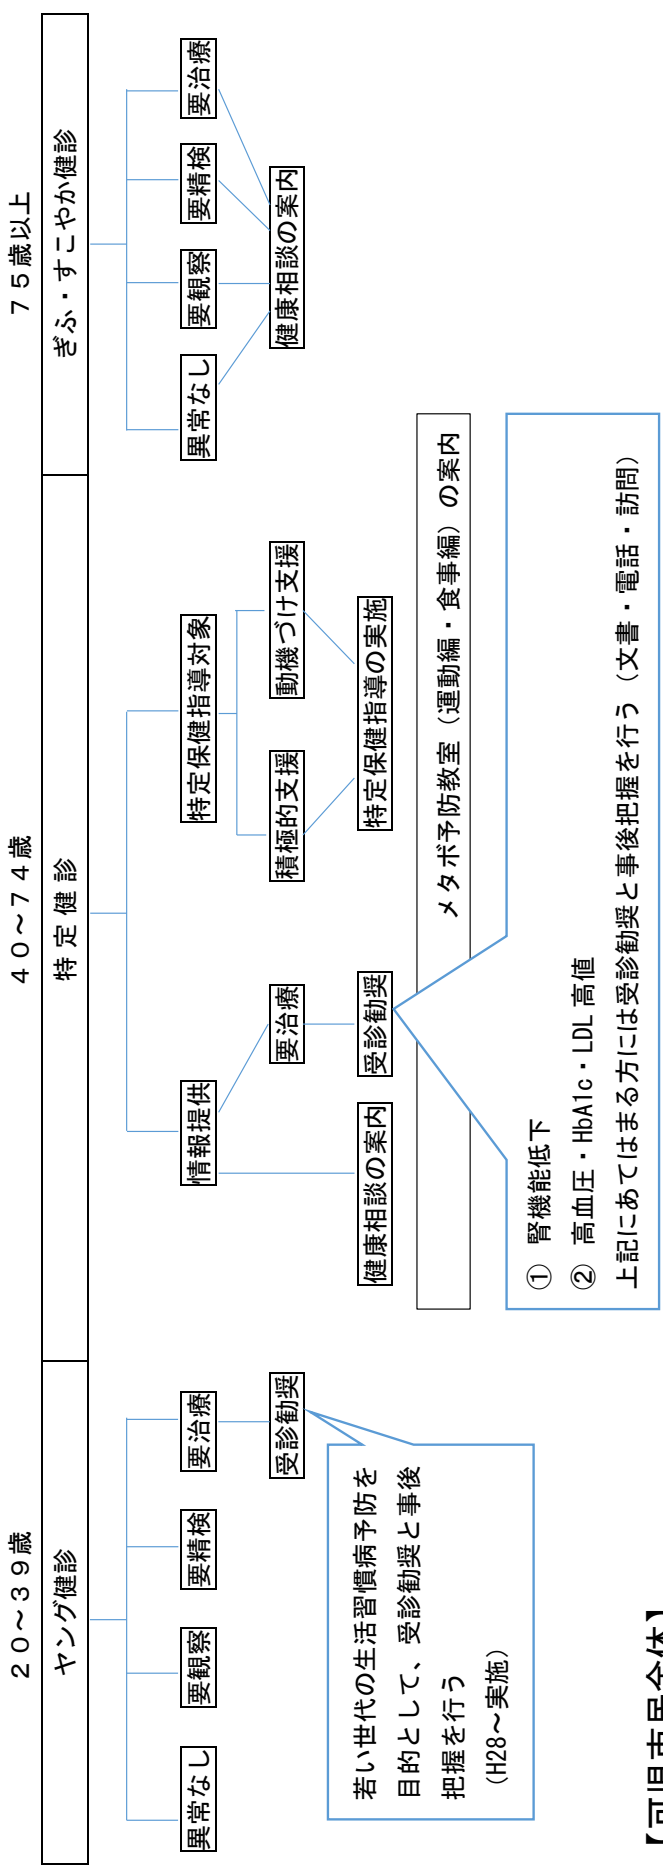 ２０～３９歳
ヤング健診
異常なし
要観察
要精検
要治療
受診勧奨
若い世代の生活習慣病予防を
目的として、受診勧奨と事後
把握を行う
（H28～実施）
４０～７４歳
特 定 健 診
情報提供
特定保健指導対象
要治療
積極的支援
動機づけ支援
健康相談の案内
受診勧奨
特定保健指導の実施
メタボ予防教室（運動編・食事編）の案内
① 腎機能低下
② 高血圧・HbA1c・LDL 高値
上記にあてはまる方には受診勧奨と事後把握を行う（文書・電話・訪問）
７５歳以上
ぎふ・すこやか健診
異常なし
要観察
要精検
要治療
健康相談の案内